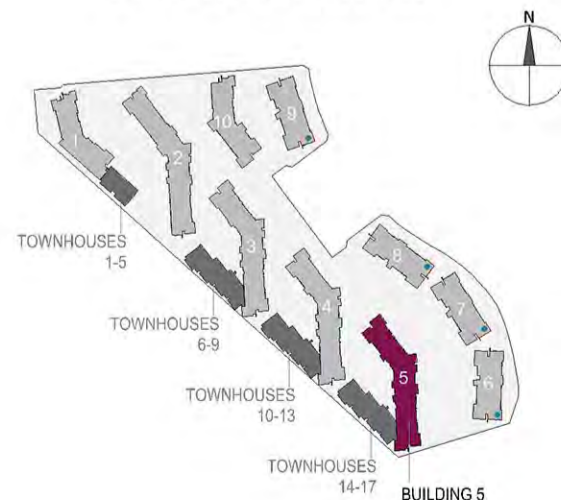 N
9
10
1
2
TOWNHOUSES
1-5
3
8
TOWNHOUSES
6-9
4
7
TOWNHOUSES
10-13
5
6
TOWNHOUSES
14-17
BUILDING 5